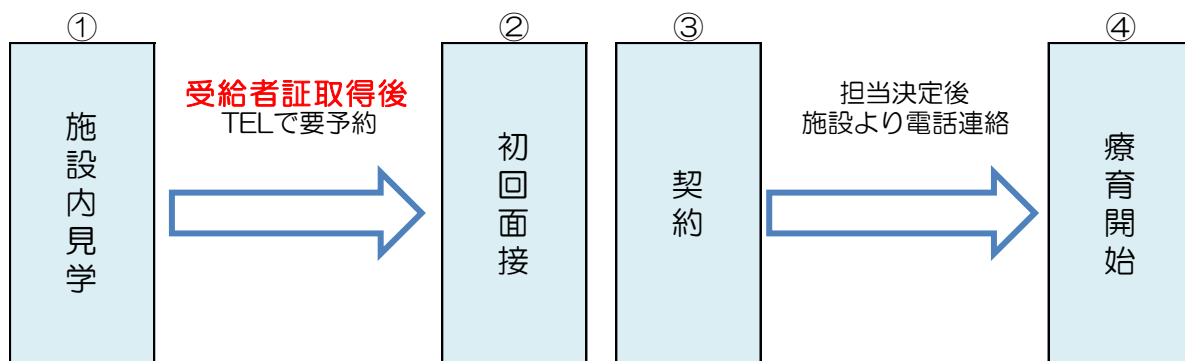 ①
施設内見学
受給者証取得後
TELで要予約
②
初回面接
③
契約
担当決定後
施設より電話連絡
④
療育開始